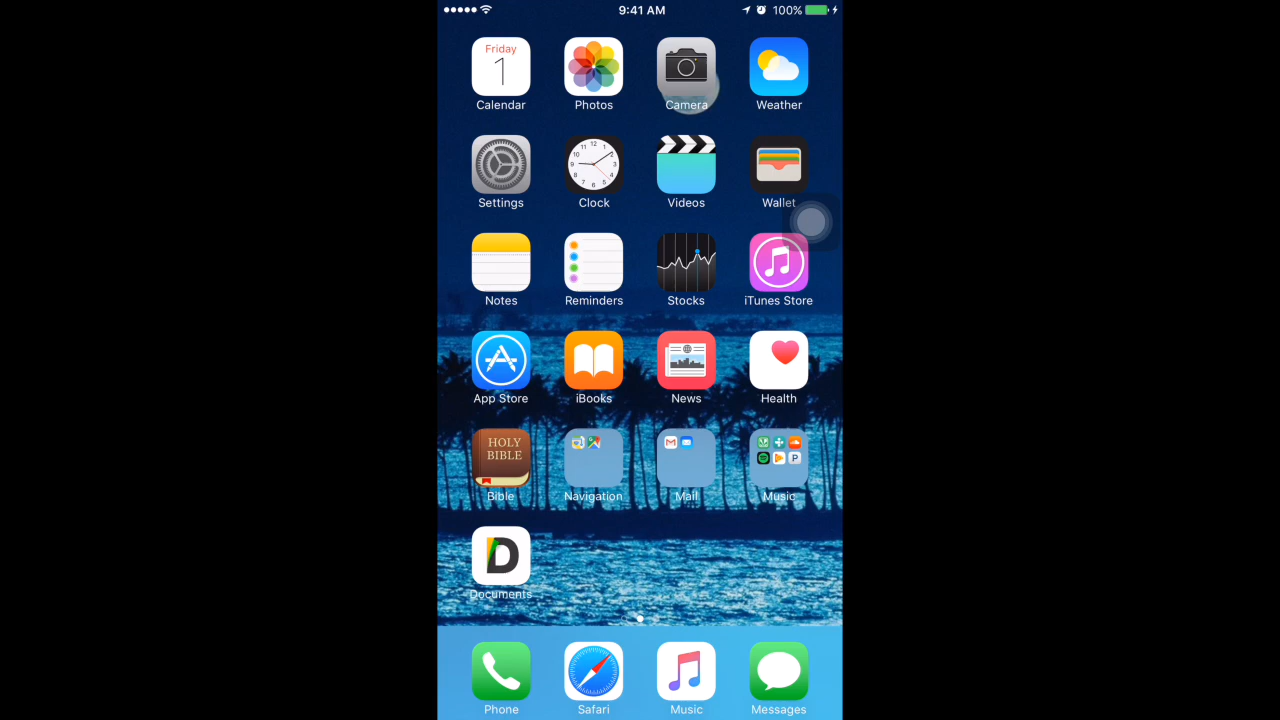 9:41 AM 100%
Friday
1
Calendar Photos Camera Weather
Settings Clock Videos Wallet
Notes Reminders Stocks iTunes Store
App Store iBooks News Health
HOLY
BIBLE
Bible Navigation Mail Music
D
Documents
Phone Safari Music Messages